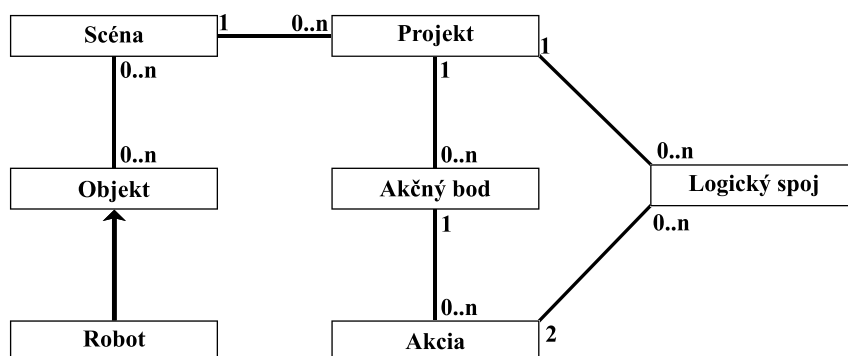 Scéna
1
0..n
Projekt
0..n
1
1
0..n
0..n
0..n
Objekt
Akčný bod
Logický spoj
1
0..n
0..n
2
Robot
Akcia